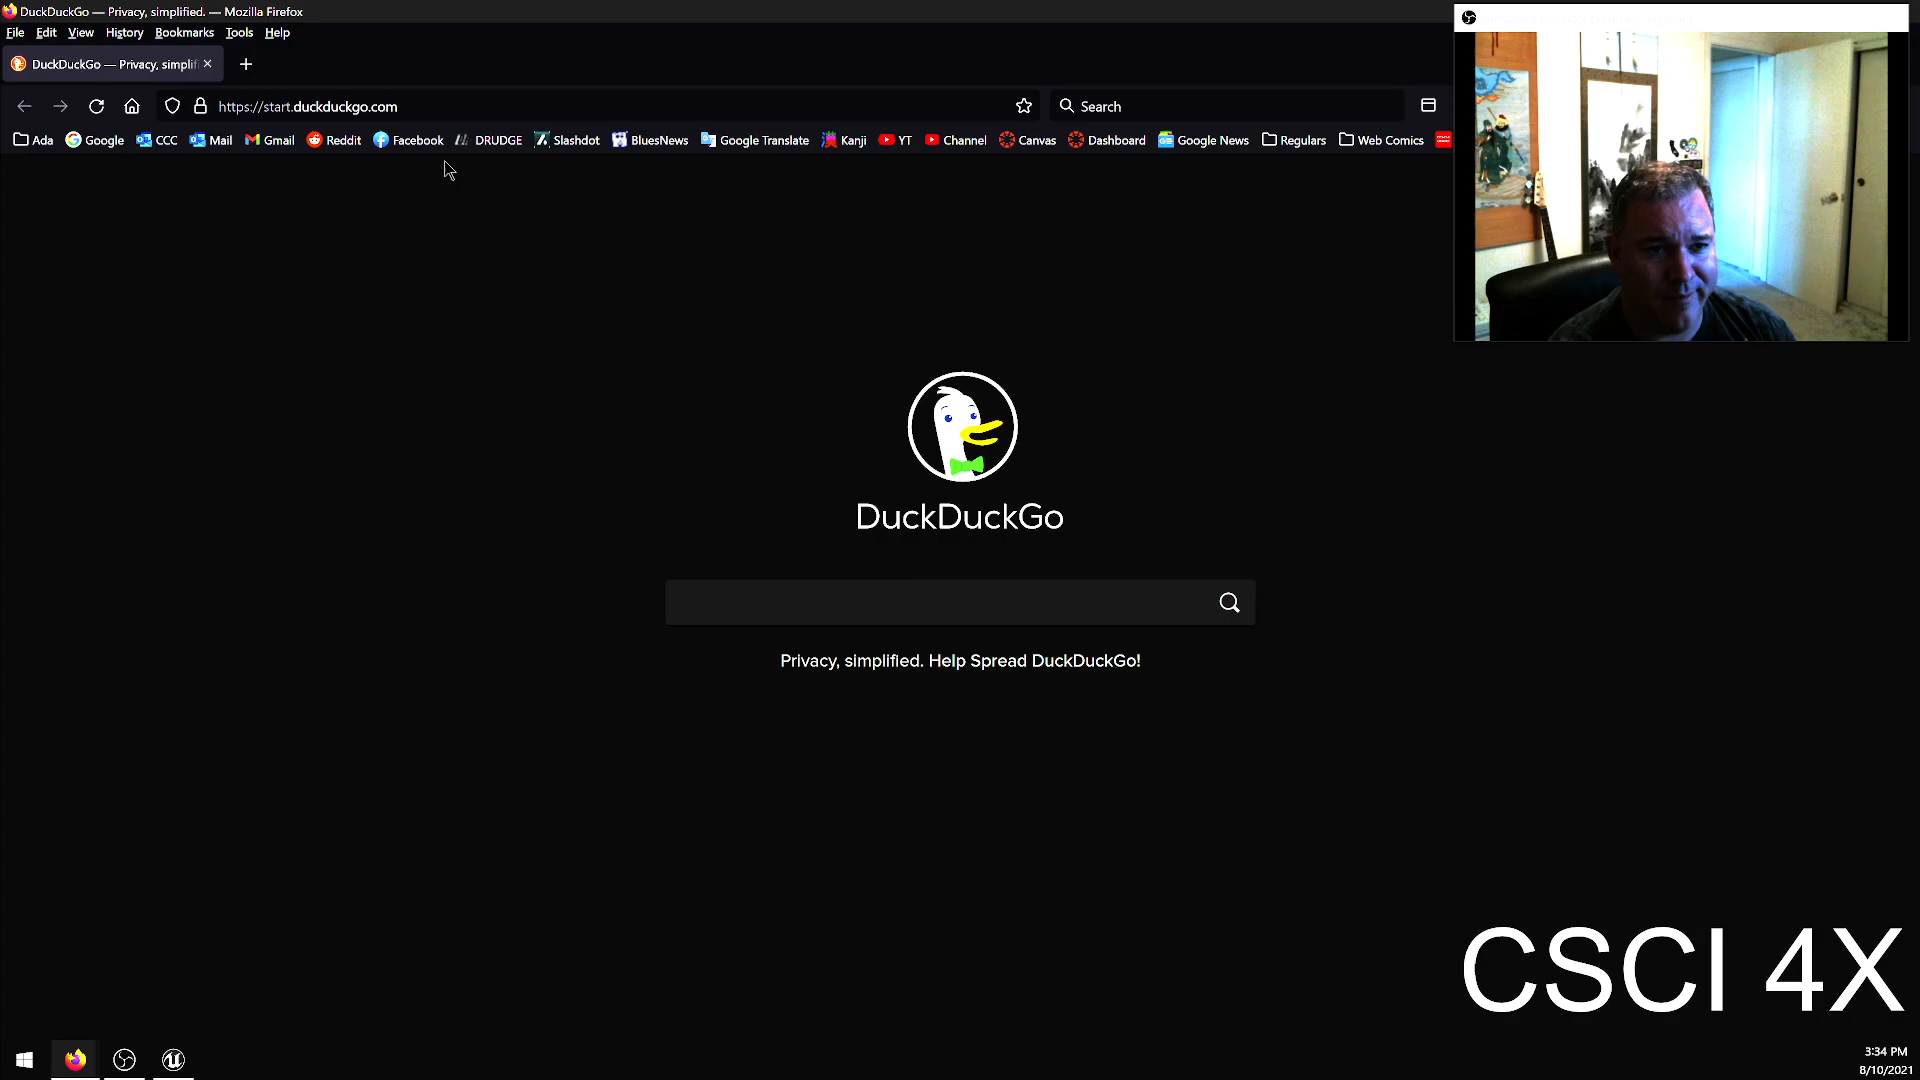 DuckDuckGo — Privacy, simplified. — Mozilla Firefox
File Edit View History Bookmarks Tools Help
DuckDuckGo — Privacy, simplif
https://start.duckduckgo.com
Search
Ada Google CCC Mail Gmail Reddit Facebook DRUDGE Slashdot BluesNews Google Translate Kanji YT Channel Canvas Dashboard Google News Regulars Web Comics
DuckDuckGo
Privacy, simplified. Help Spread DuckDuckGo!
CSCI 4X
3:34 PM
8/10/2021